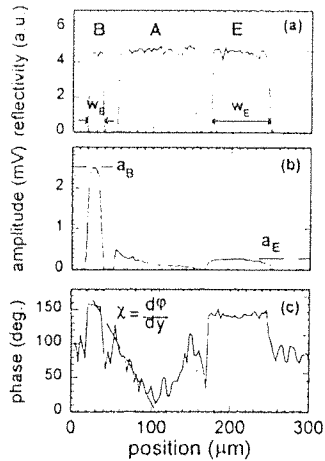 B A E (a)
reflectivity (a.u.)
6
4
2
0
w_B w_E
(b)
amplitude (mV)
2
1
0
a_B
a_E
(c)
phase (deg.)
150
100
50
0
χ = dφ/dy
0 100 200 300
position (μm)